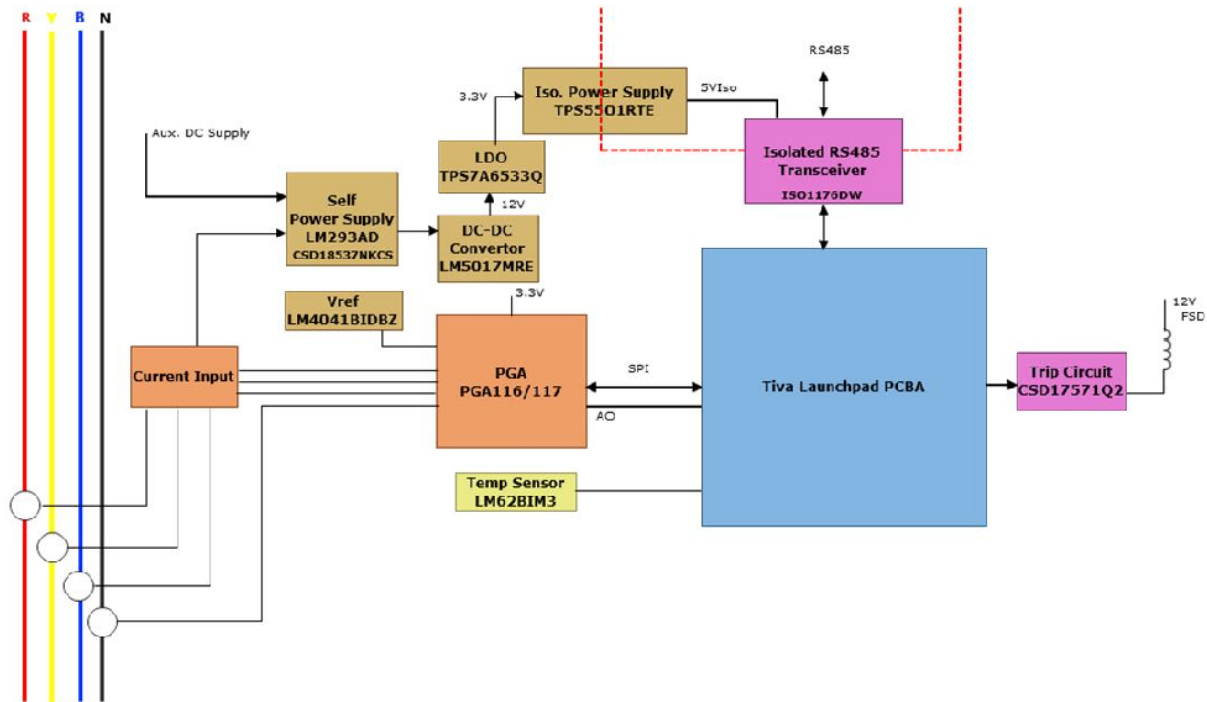 R Y B N
RS485
3.3V
Iso. Power Supply
TPS5501RTE
5VIso
Aux. DC Supply
LDO
TPS7A6533Q
Isolated RS485
Transceiver
ISO1176DW
Self
Power Supply
LM293AD
CSD18537NKCS
12V
DC-DC
Convertor
LM5017MRE
Vref
LM4041BIDBZ
3.3V
12V
FSD
Current Input
PGA
PGA116/117
SPI
AO
Tiva Launchpad PCBA
Trip Circuit
CSD17571Q2
Temp Sensor
LM62BIM3